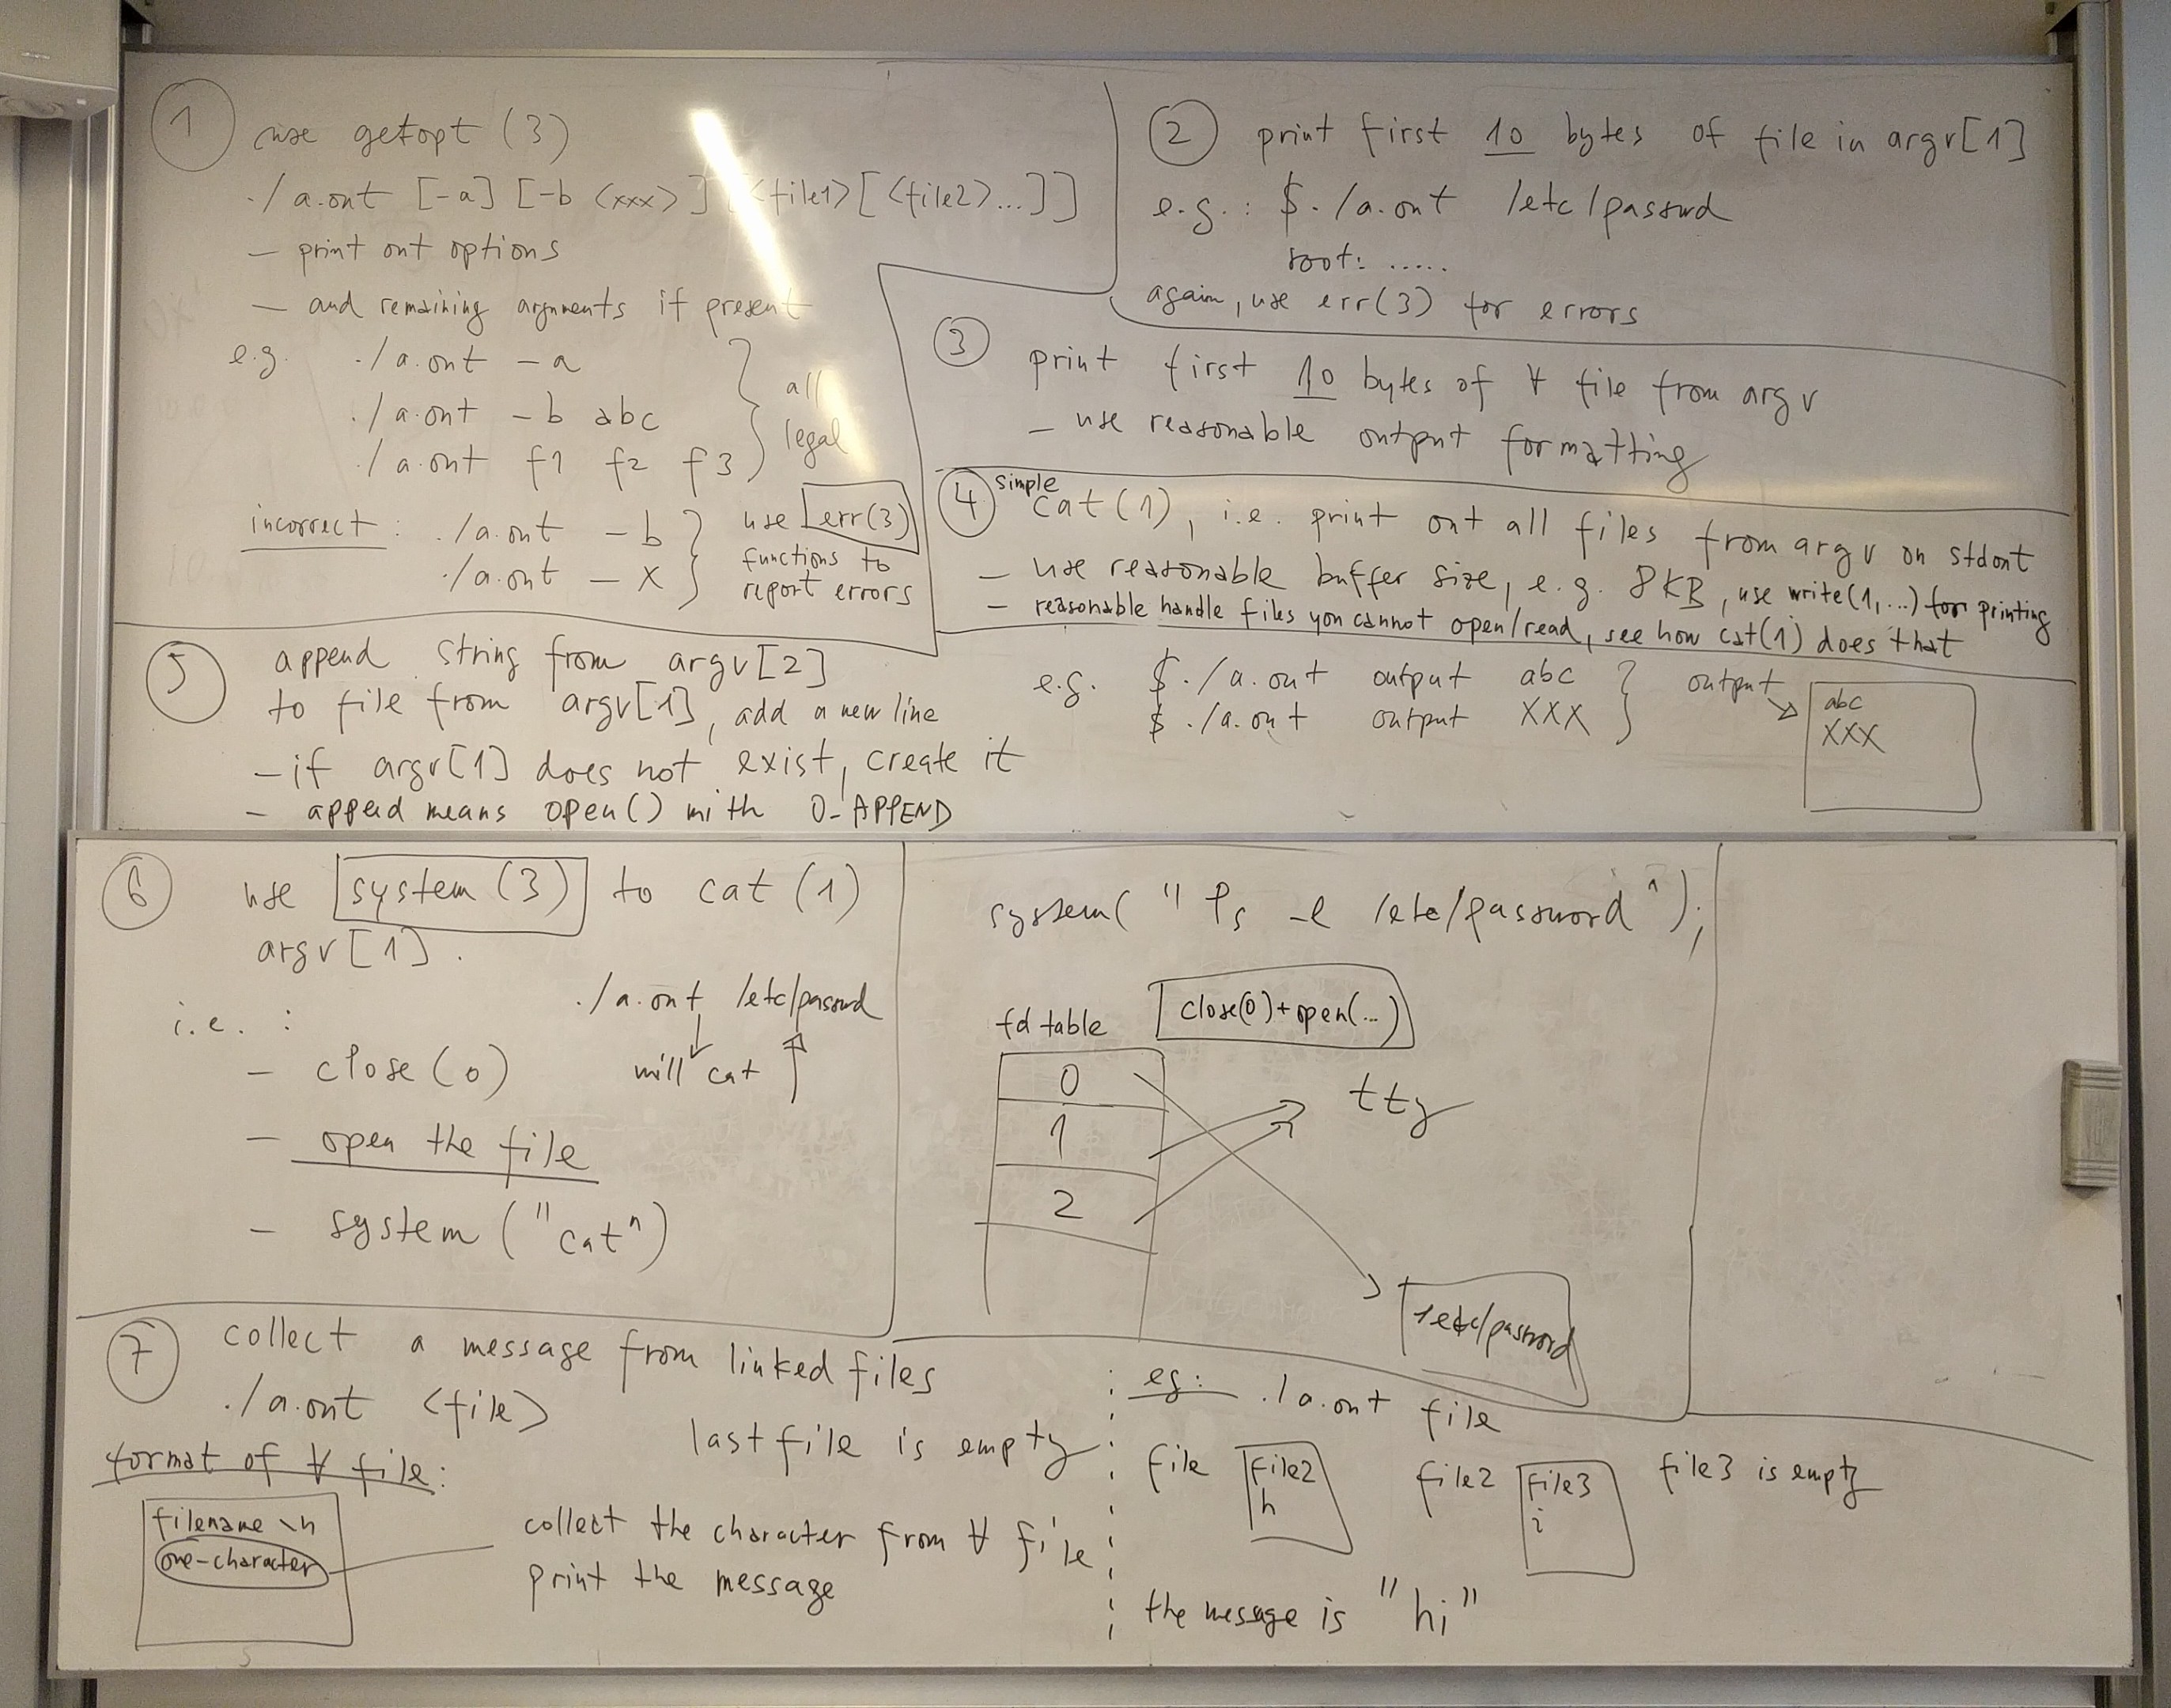 1
use getopt (3)
./a.out [-a] [-b <xxx>] [<file1> [<file2>...]]
- print out options
- and remaining arguments if present
e.g. ./a.out -a
./a.out -b abc
./a.out f1 f2 f3
all
legal
incorrect: ./a.out -b
./a.out -x
use err(3)
functions to
report errors
2
print first 10 bytes of file in argv[1]
e.g.: $ ./a.out /etc/passwd
root: .....
again, use err(3) for errors
3
print first 10 bytes of ∀ file from argv
- use reasonable output formatting
4
simple
cat(1), i.e. print out all files from argv on stdout
- use reasonable buffer size, e.g. 8KB, use write(1,...) for printing
- reasonable handle files you cannot open/read, see how cat(1) does that
5
append string from argv[2]
to file from argv[1], add a new line
- if argv[1] does not exist, create it
- append means open() with O_APPEND
e.g. $ ./a.out output abc
$ ./a.out output XXX
output
abc
XXX
6
use system (3) to cat (1)
argv[1].
i.e.:
./a.out /etc/passwd
will cat
- close(0)
- open the file
- system ("cat")
system( "ls -l /etc/password");
fd table
close(0)+open(...)
0
1
2
tty
/etc/password
7
collect a message from linked files
./a.out <file>
last file is empty
format of ∀ file:
filename \n
one-character
collect the character from ∀ file
print the message
eg: ./a.out file
file
file2
h
file2
file3
i
file3 is empty
the message is "hi"